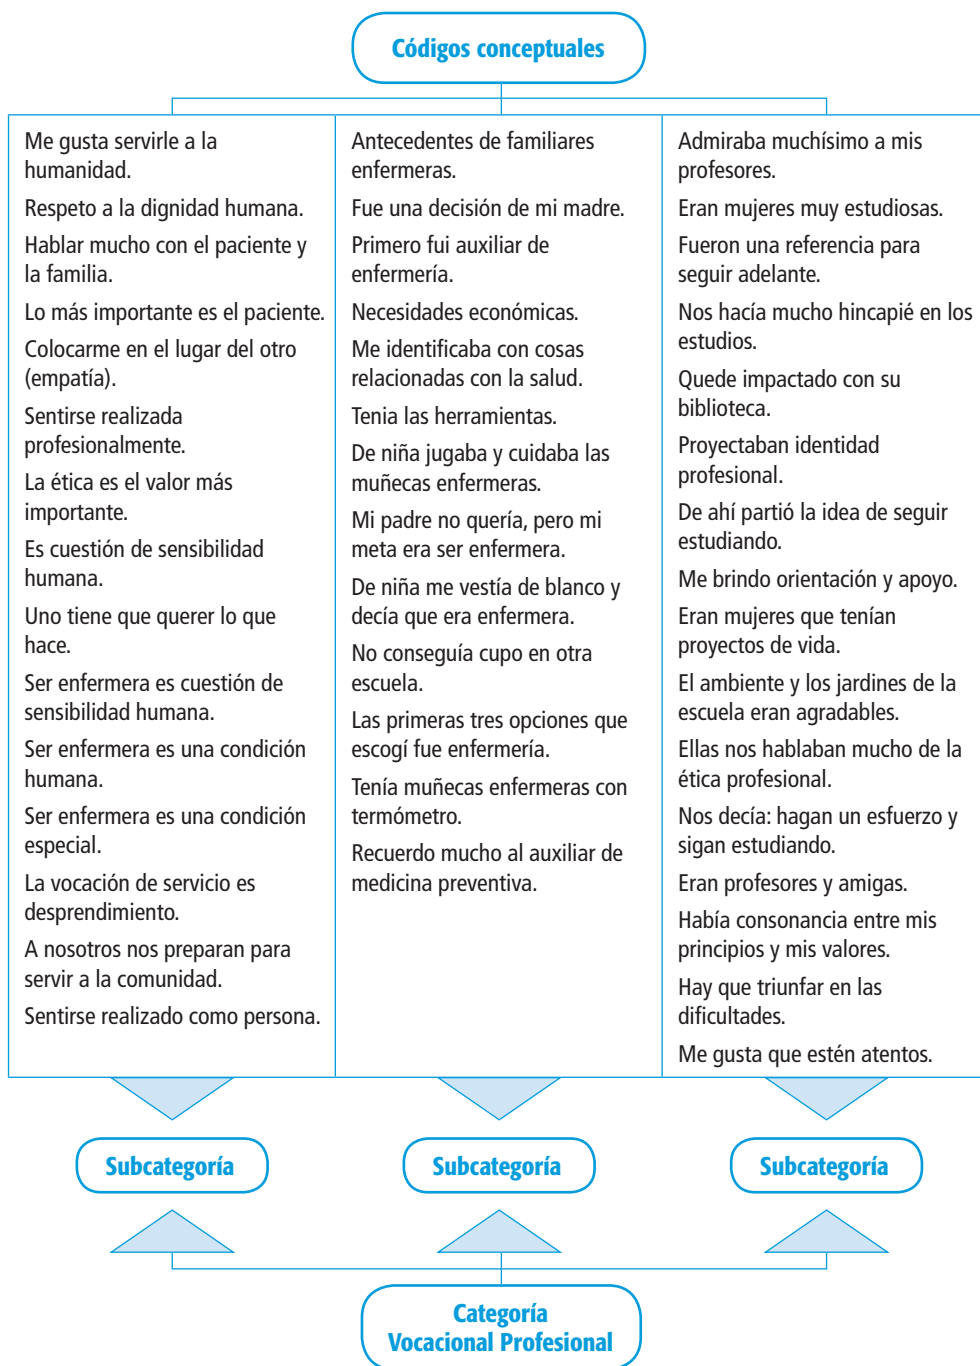 Códigos conceptuales
Me gusta servirle a la
humanidad.
Respeto a la dignidad humana.
Hablar mucho con el paciente y
la familia.
Lo más importante es el paciente.
Colocarme en el lugar del otro
(empatía).
Sentirse realizada
profesionalmente.
La ética es el valor más
importante.
Es cuestión de sensibilidad
humana.
Uno tiene que querer lo que
hace.
Ser enfermera es cuestión de
sensibilidad humana.
Ser enfermera es una condición
humana.
Ser enfermera es una condición
especial.
La vocación de servicio es
desprendimiento.
A nosotros nos preparan para
servir a la comunidad.
Sentirse realizado como persona.
Antecedentes de familiares
enfermeras.
Fue una decisión de mi madre.
Primero fui auxiliar de
enfermería.
Necesidades económicas.
Me identificaba con cosas
relacionadas con la salud.
Tenia las herramientas.
De niña jugaba y cuidaba las
muñecas enfermeras.
Mi padre no quería, pero mi
meta era ser enfermera.
De niña me vestía de blanco y
decía que era enfermera.
No conseguía cupo en otra
escuela.
Las primeras tres opciones que
escogí fue enfermería.
Tenía muñecas enfermeras con
termómetro.
Recuerdo mucho al auxiliar de
medicina preventiva.
Admiraba muchísimo a mis
profesores.
Eran mujeres muy estudiosas.
Fueron una referencia para
seguir adelante.
Nos hacía mucho hincapié en los
estudios.
Quede impactado con su
biblioteca.
Proyectaban identidad
profesional.
De ahí partió la idea de seguir
estudiando.
Me brindo orientación y apoyo.
Eran mujeres que tenían
proyectos de vida.
El ambiente y los jardines de la
escuela eran agradables.
Ellas nos hablaban mucho de la
ética profesional.
Nos decía: hagan un esfuerzo y
sigan estudiando.
Eran profesores y amigas.
Había consonancia entre mis
principios y mis valores.
Hay que triunfar en las
dificultades.
Me gusta que estén atentos.
Subcategoría
Subcategoría
Subcategoría
Categoría
Vocacional Profesional